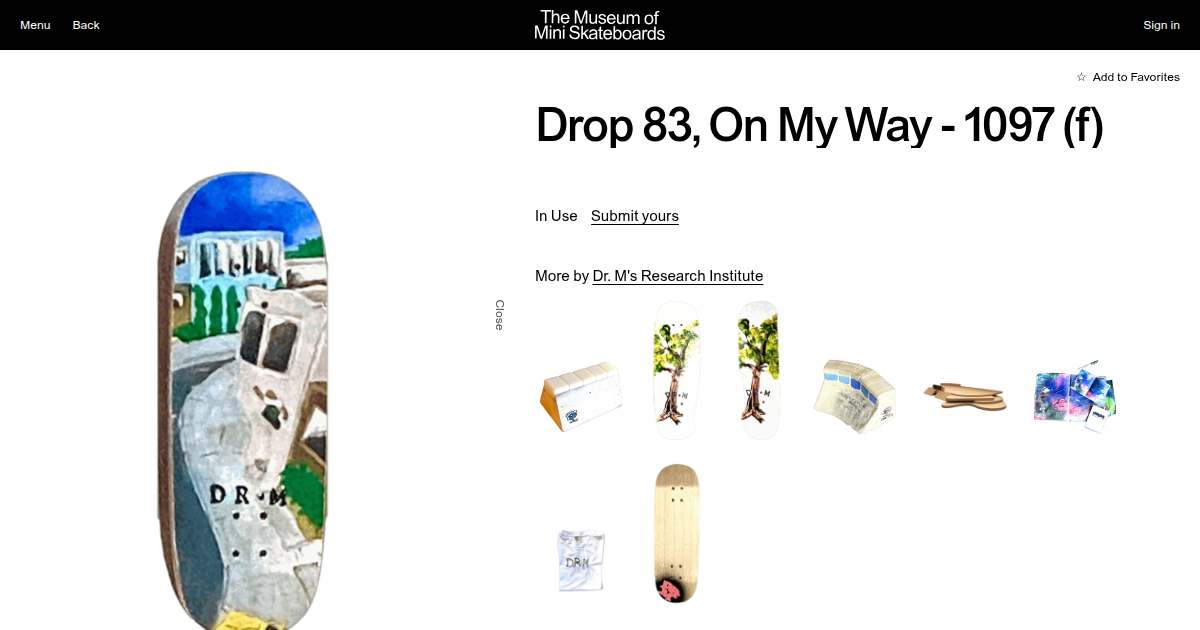 Menu
Back
The Museum of
Mini Skateboards
Sign in
☆ Add to Favorites
Drop 83, On My Way - 1097 (f)
In Use
Submit yours
More by Dr. M's Research Institute
Close
DR·M
DRM